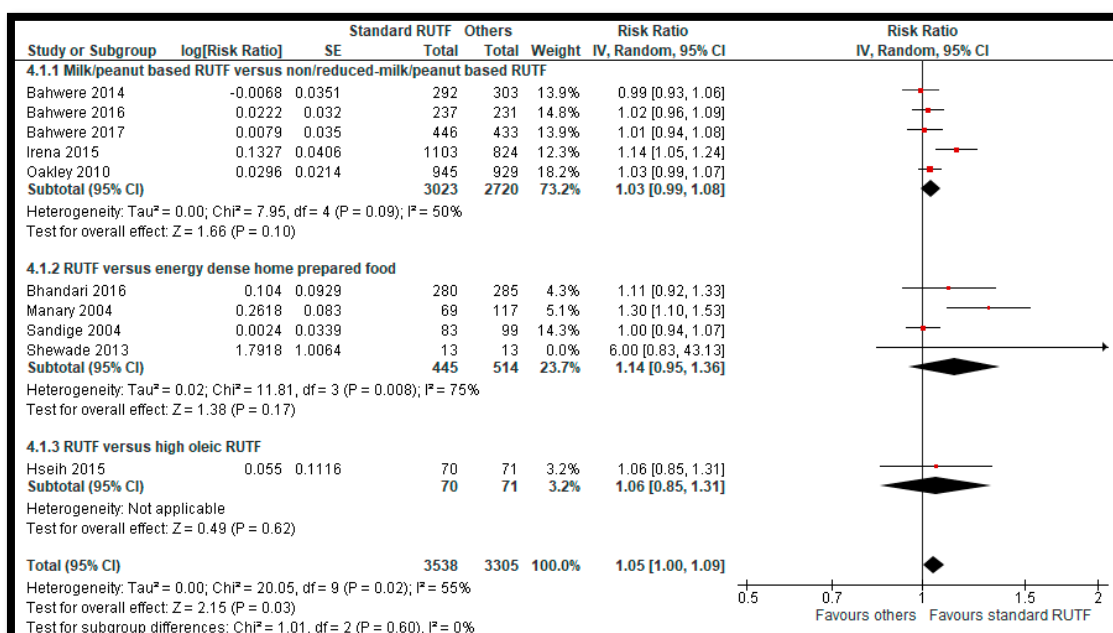 Standard RUTF Others Risk Ratio Risk Ratio
Study or Subgroup log[Risk Ratio] SE Total Total Weight IV, Random, 95% CI IV, Random, 95% CI
4.1.1 Milk/peanut based RUTF versus non/reduced-milk/peanut based RUTF
Bahwere 2014 -0.0068 0.0351 292 303 13.9% 0.99 [0.93, 1.06]
Bahwere 2016 0.0222 0.032 237 231 14.8% 1.02 [0.96, 1.09]
Bahwere 2017 0.0079 0.035 446 433 13.9% 1.01 [0.94, 1.08]
Irena 2015 0.1327 0.0406 1103 824 12.3% 1.14 [1.05, 1.24]
Oakley 2010 0.0296 0.0214 945 929 18.2% 1.03 [0.99, 1.07]
Subtotal (95% CI) 3023 2720 73.2% 1.03 [0.99, 1.08]
Heterogeneity: Tau² = 0.00; Chi² = 7.95, df = 4 (P = 0.09); I² = 50%
Test for overall effect: Z = 1.66 (P = 0.10)
4.1.2 RUTF versus energy dense home prepared food
Bhandari 2016 0.104 0.0929 280 285 4.3% 1.11 [0.92, 1.33]
Manary 2004 0.2618 0.083 69 117 5.1% 1.30 [1.10, 1.53]
Sandige 2004 0.0024 0.0339 83 99 14.3% 1.00 [0.94, 1.07]
Shewade 2013 1.7918 1.0064 13 13 0.0% 6.00 [0.83, 43.13]
Subtotal (95% CI) 445 514 23.7% 1.14 [0.95, 1.36]
Heterogeneity: Tau² = 0.02; Chi² = 11.81, df = 3 (P = 0.008); I² = 75%
Test for overall effect: Z = 1.38 (P = 0.17)
4.1.3 RUTF versus high oleic RUTF
Hseih 2015 0.055 0.1116 70 71 3.2% 1.06 [0.85, 1.31]
Subtotal (95% CI) 70 71 3.2% 1.06 [0.85, 1.31]
Heterogeneity: Not applicable
Test for overall effect: Z = 0.49 (P = 0.62)
Total (95% CI) 3538 3305 100.0% 1.05 [1.00, 1.09]
Heterogeneity: Tau² = 0.00; Chi² = 20.05, df = 9 (P = 0.02); I² = 55%
Test for overall effect: Z = 2.15 (P = 0.03)
Test for subgroup differences: Chi² = 1.01, df = 2 (P = 0.60), I² = 0%
0.5 0.7 1 1.5 2
Favours others Favours standard RUTF